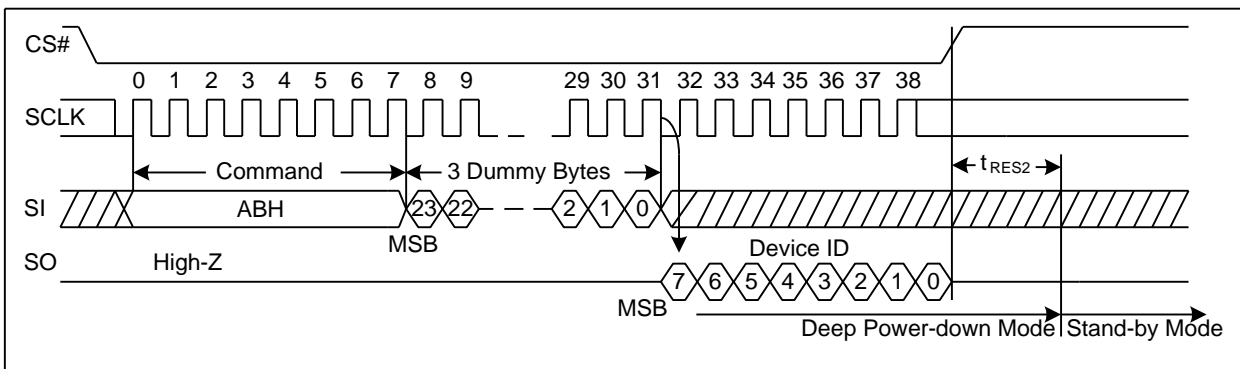 CS#
0 1 2 3 4 5 6 7 8 9 29 30 31 32 33 34 35 36 37 38
SCLK
Command 3 Dummy Bytes tRES2
SI ABH 23 22 2 1 0
MSB
SO High-Z Device ID
7 6 5 4 3 2 1 0
MSB
Deep Power-down Mode Stand-by Mode